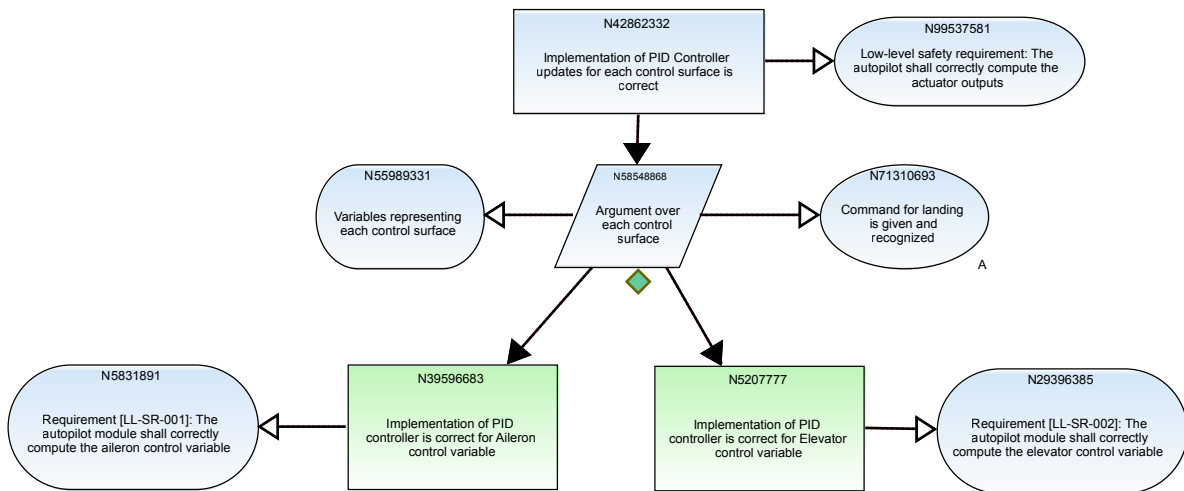 N42862332
Implementation of PID Controller
updates for each control surface is
correct
N99537581
Low-level safety requirement: The
autopilot shall correctly compute the
actuator outputs
N55989331
Variables representing
each control surface
N58548868
Argument over
each control
surface
N71310693
Command for landing
is given and
recognized
A
N5831891
Requirement [LL-SR-001]: The
autopilot module shall correctly
compute the aileron control variable
N39596683
Implementation of PID
controller is correct for Aileron
control variable
N5207777
Implementation of PID
controller is correct for Elevator
control variable
N29396385
Requirement [LL-SR-002]: The
autopilot module shall correctly
compute the elevator control variable